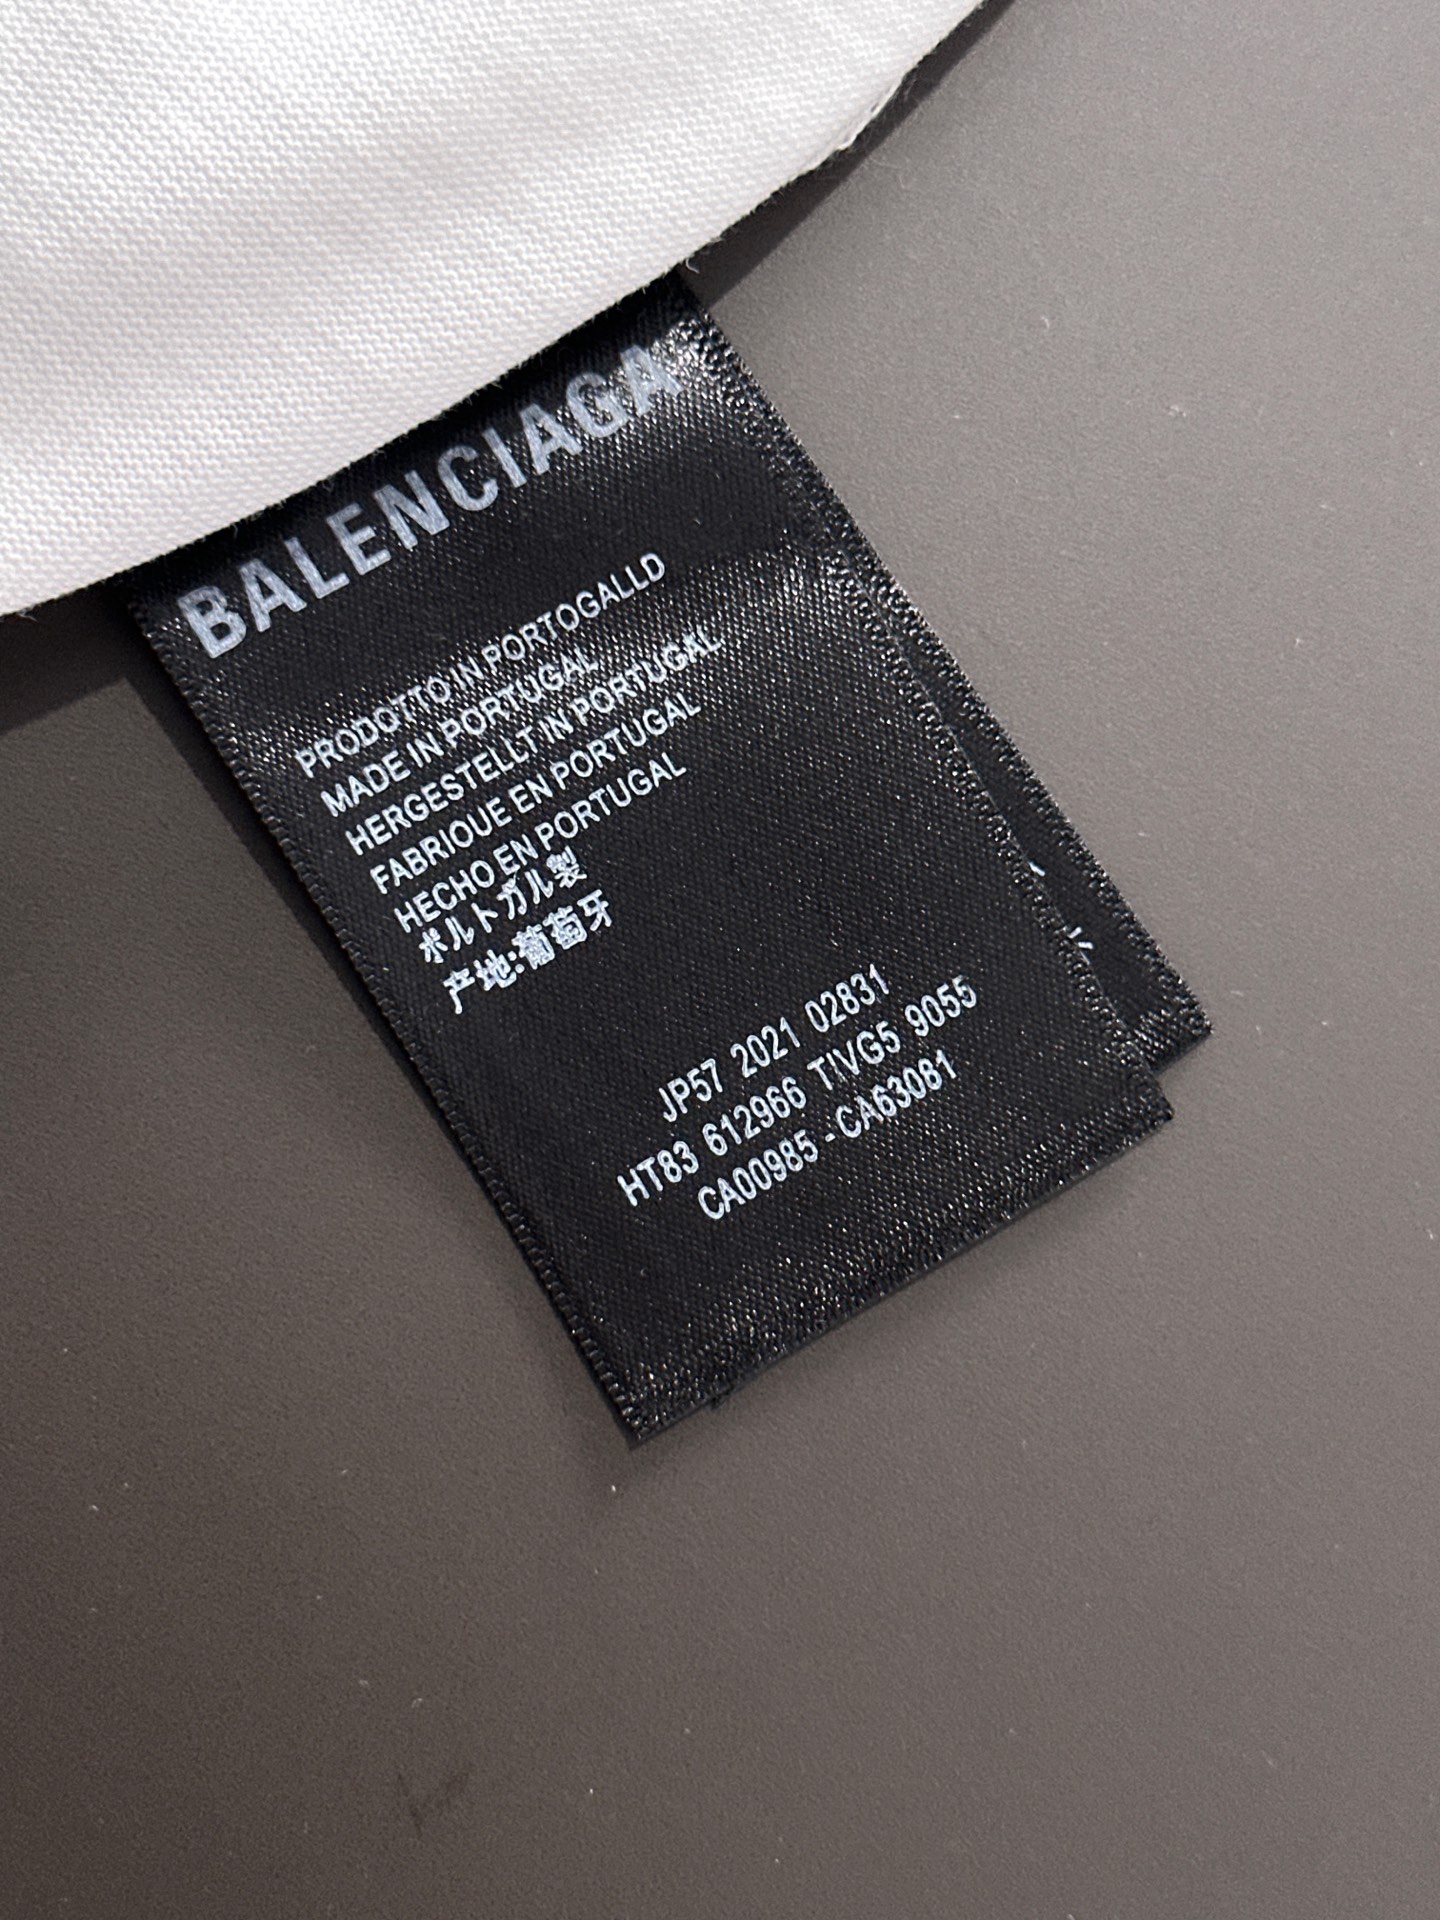 BALENCIAGA
PRODOTTO IN PORTOGALLD
MADE IN PORTUGAL
HERGESTELLT IN PORTUGAL
FABRIOUE EN PORTUGAL
HECHO EN PORTUGAL
ポルトガル製
产地:葡萄牙
JP57 2021 02831
HT83 612966 TIVG5 9055
CA00985 - CA63081